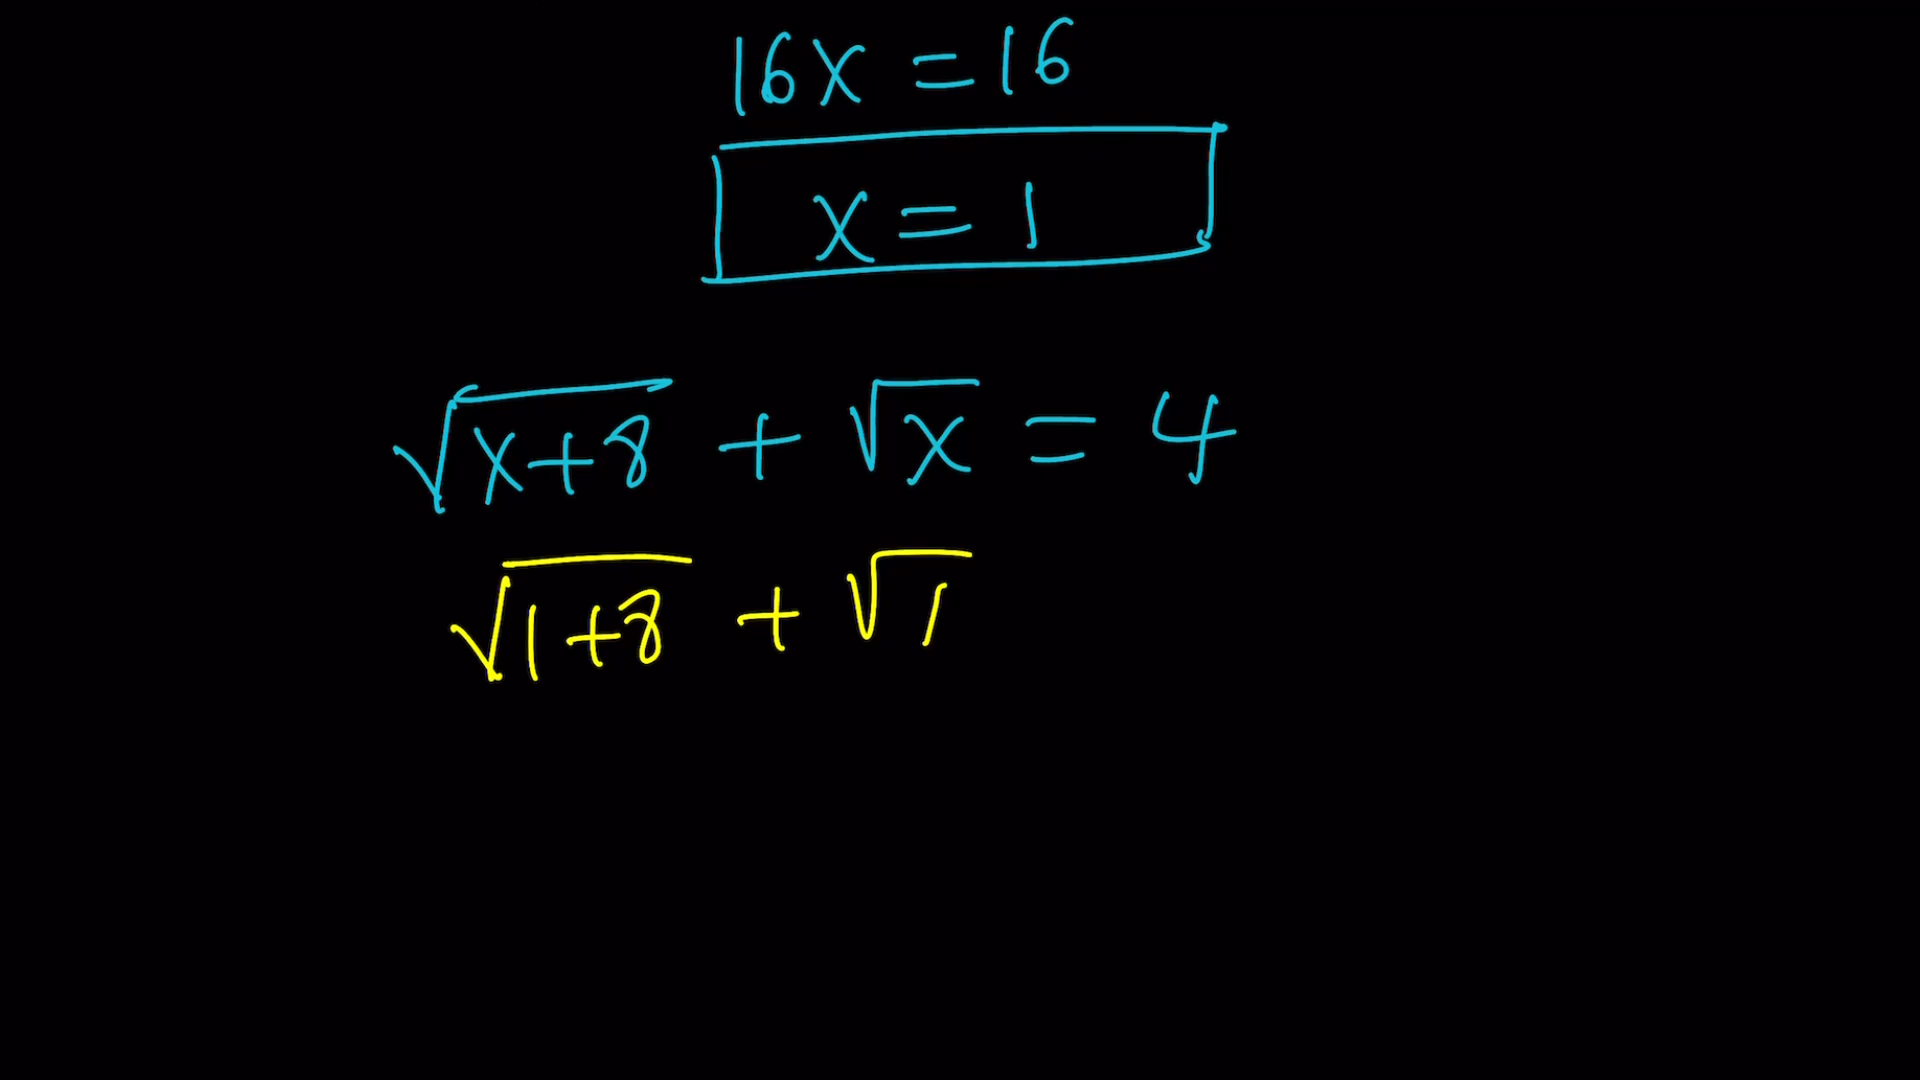 16x = 16
x = 1
√(x+8) + √x = 4
√(1+8) + √1